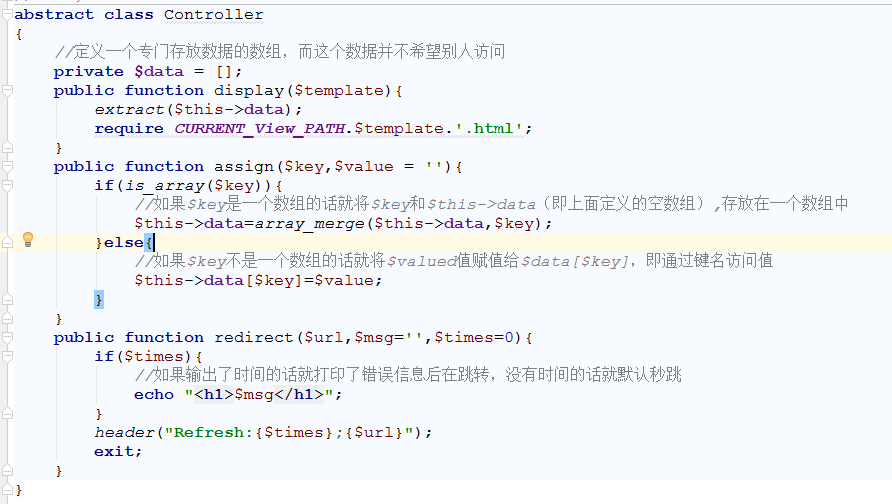 abstract class Controller
{
    //定义一个专门存放数据的数组，而这个数据并不希望别人访问
    private $data = [];
    public function display($template){
        extract($this->data);
        require CURRENT_View_PATH.$template.'.html';
    }
    public function assign($key,$value = ''){
        if(is_array($key)){
            //如果$key是一个数组的话就将$key和$this->data（即上面定义的空数组）,存放在一个数组中
            $this->data=array_merge($this->data,$key);
        }else{
            //如果$key不是一个数组的话就将$valued值赋值给$data[$key]，即通过键名访问值
            $this->data[$key]=$value;
        }
    }
    public function redirect($url,$msg='',$times=0){
        if($times){
            //如果输出了时间的话就打印了错误信息后在跳转，没有时间的话就默认秒跳
            echo "<h1>$msg</h1>";
        }
        header("Refresh:{$times};{$url}");
        exit;
    }
}